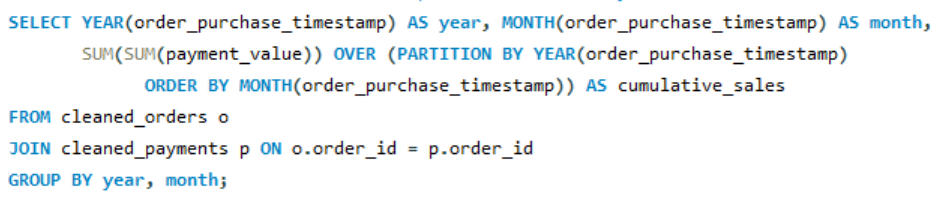 SELECT YEAR(order_purchase_timestamp) AS year, MONTH(order_purchase_timestamp) AS month,
SUM(SUM(payment_value)) OVER (PARTITION BY YEAR(order_purchase_timestamp)
ORDER BY MONTH(order_purchase_timestamp)) AS cumulative_sales
FROM cleaned_orders o
JOIN cleaned_payments p ON o.order_id = p.order_id
GROUP BY year, month;